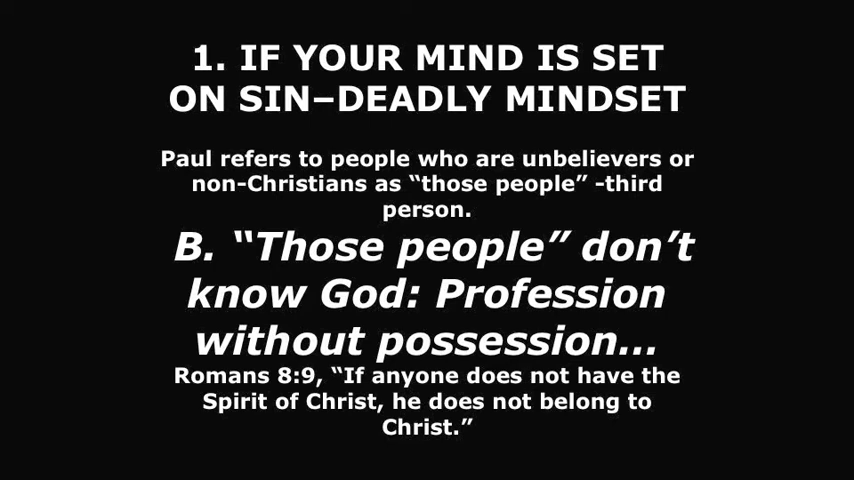 1. IF YOUR MIND IS SET
ON SIN–DEADLY MINDSET
Paul refers to people who are unbelievers or
non-Christians as “those people” -third
person.
B. “Those people” don’t
know God: Profession
without possession...
Romans 8:9, “If anyone does not have the
Spirit of Christ, he does not belong to
Christ.”